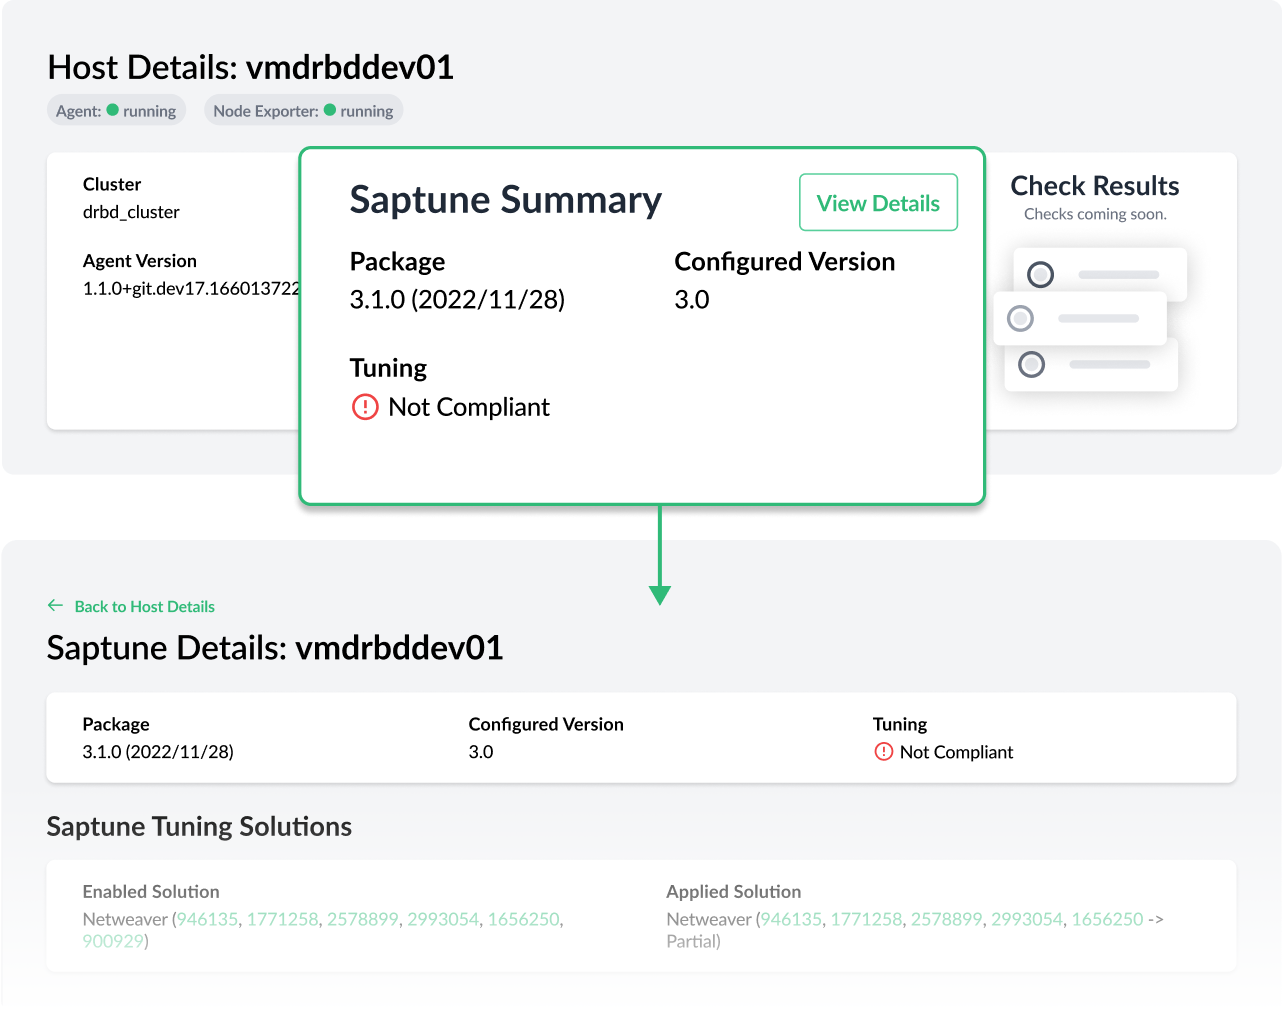 Host Details: vmdrbddev01
Agent: running
Node Exporter: running
Cluster
drbd_cluster
Agent Version
1.1.0+git.dev17.166013722
Saptune Summary
View Details
Package
3.1.0 (2022/11/28)
Configured Version
3.0
Tuning
Not Compliant
Check Results
Checks coming soon.
Back to Host Details
Saptune Details: vmdrbddev01
Package
3.1.0 (2022/11/28)
Configured Version
3.0
Tuning
Not Compliant
Saptune Tuning Solutions
Enabled Solution
Netweaver (946135, 1771258, 2578899, 2993054, 1656250,
900929)
Applied Solution
Netweaver (946135, 1771258, 2578899, 2993054, 1656250 ->
Partial)